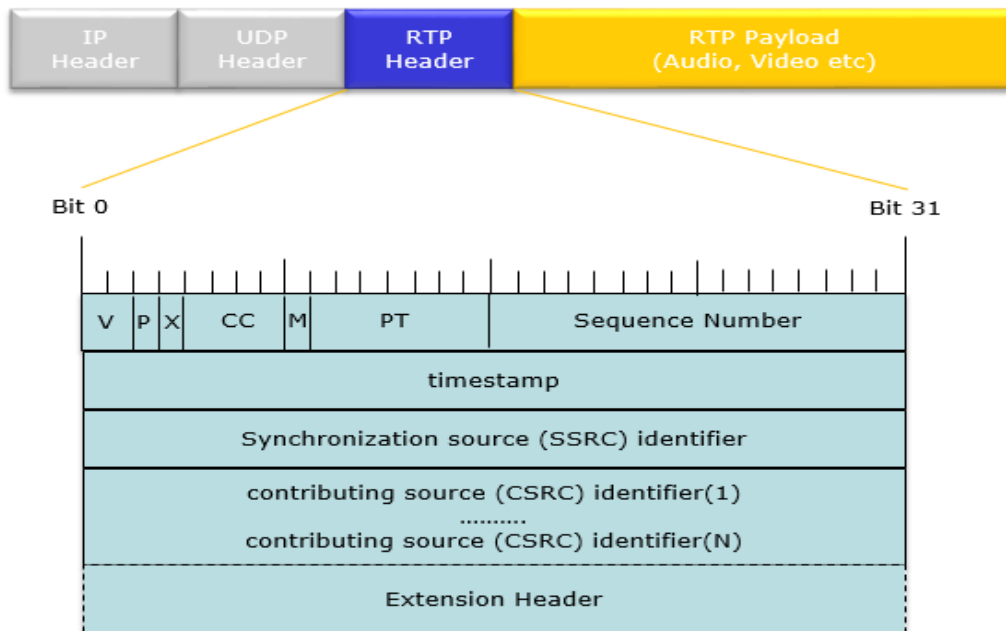 IP
Header
UDP
Header
RTP
Header
RTP Payload
(Audio, Video etc)
Bit 0
Bit 31
V P X CC M PT Sequence Number
timestamp
Synchronization source (SSRC) identifier
contributing source (CSRC) identifier(1)
..........
contributing source (CSRC) identifier(N)
Extension Header